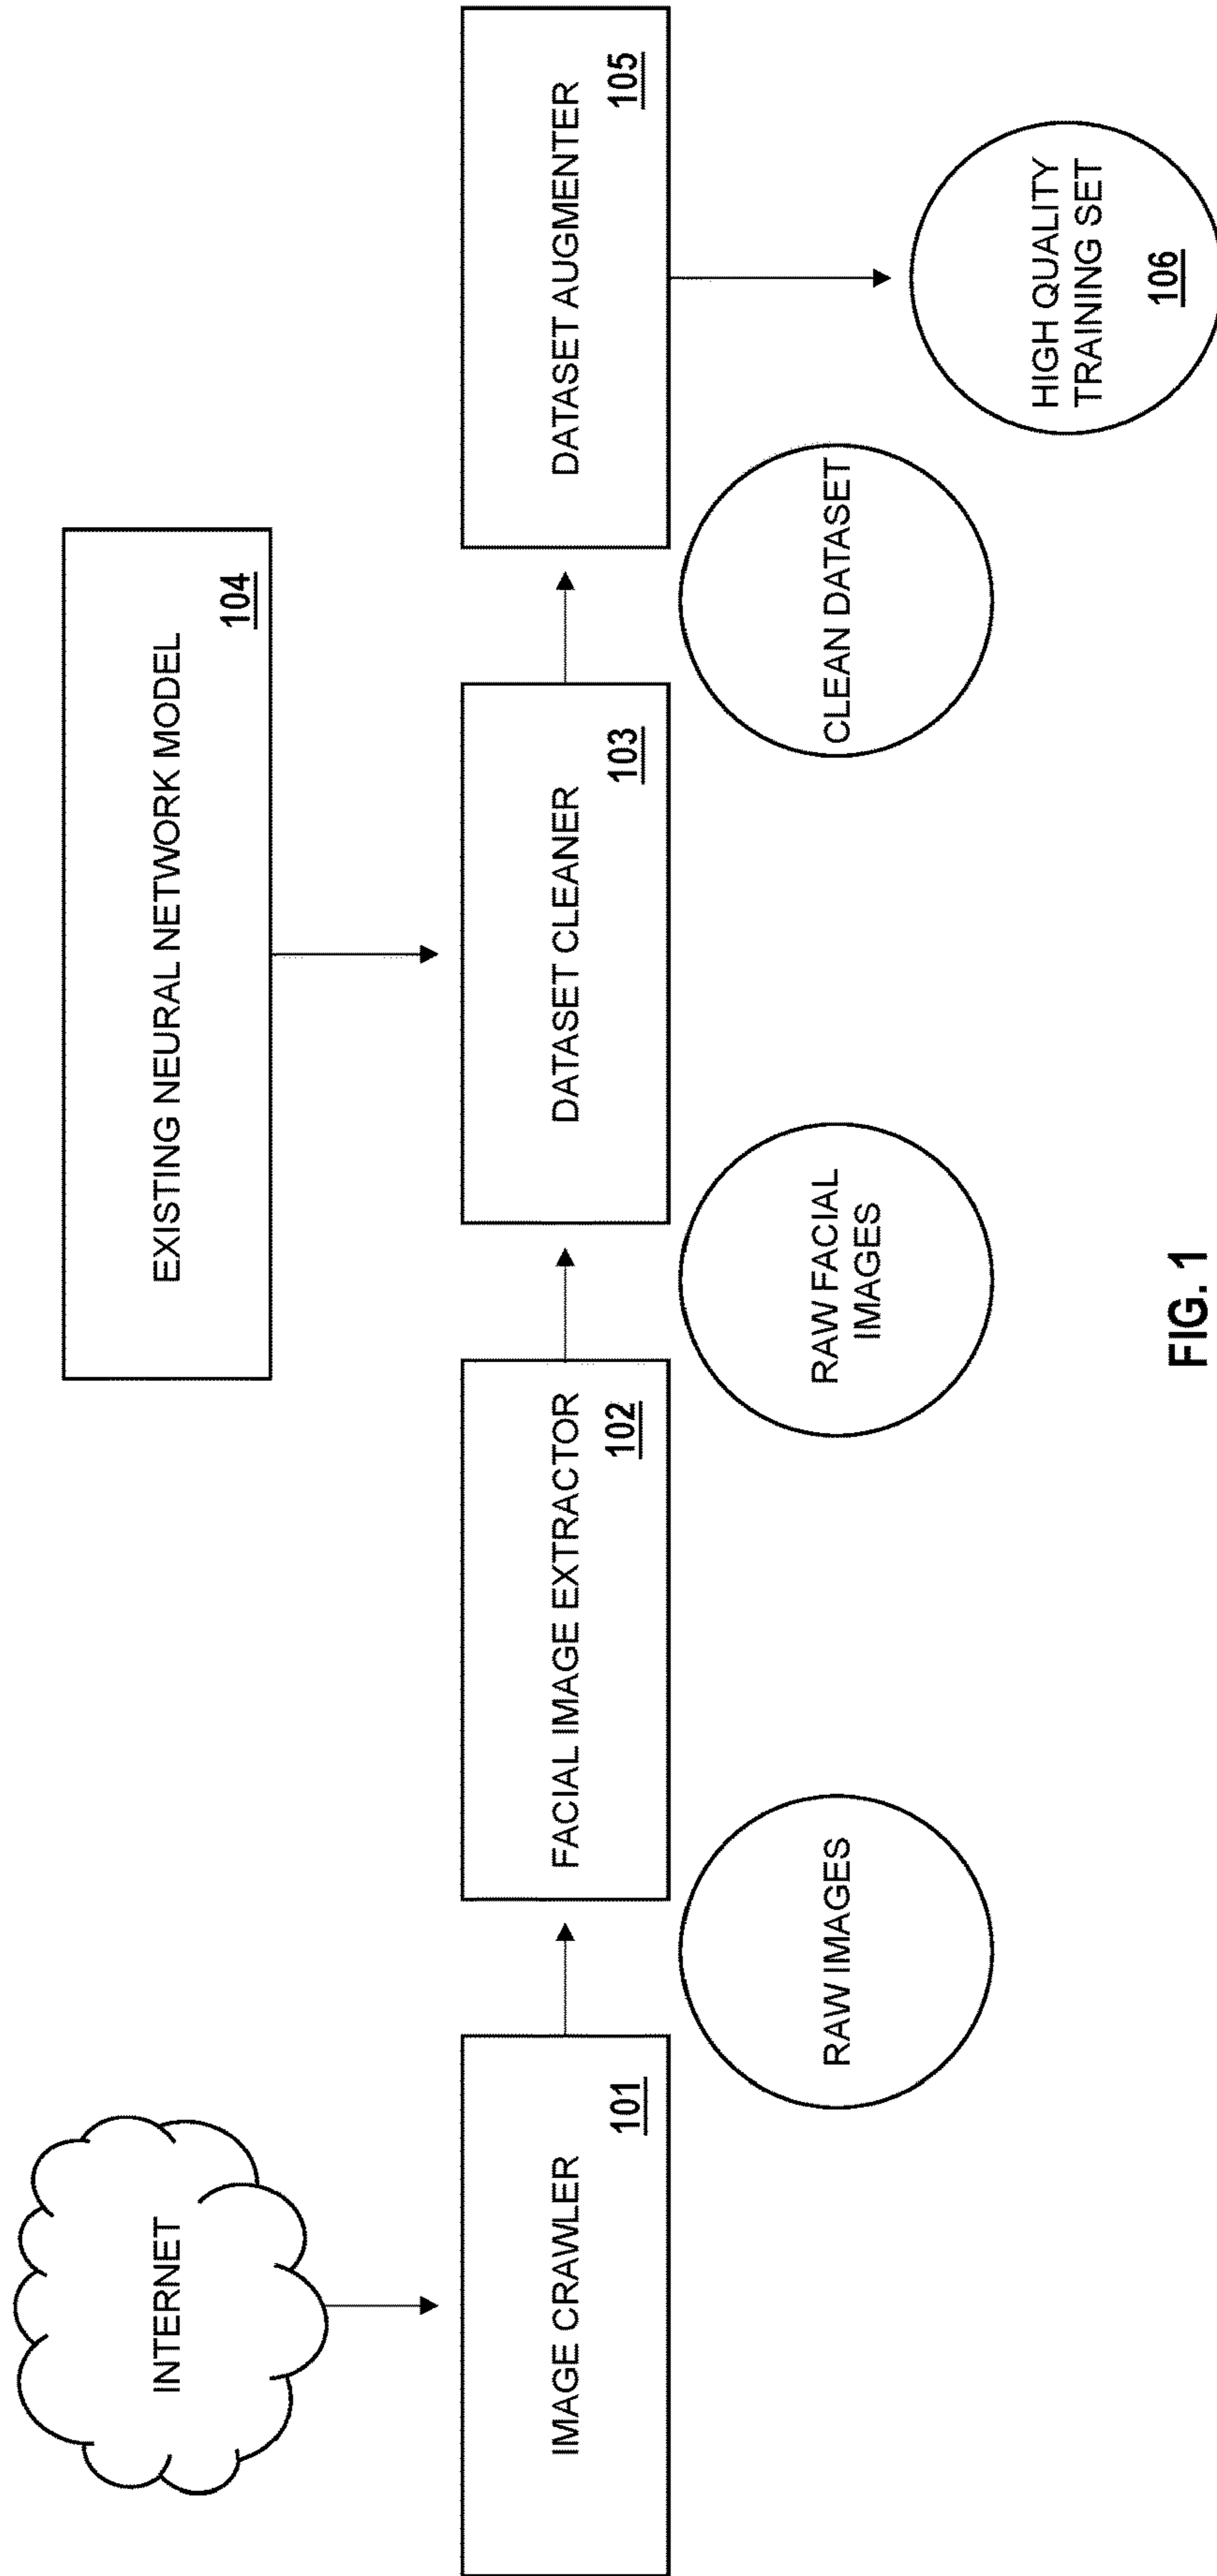 INTERNET
EXISTING NEURAL NETWORK MODEL
104
IMAGE CRAWLER
101
FACIAL IMAGE EXTRACTOR
102
DATASET CLEANER
103
DATASET AUGMENTER
105
RAW IMAGES
RAW FACIAL
IMAGES
CLEAN DATASET
HIGH QUALITY
TRAINING SET
106
FIG. 1